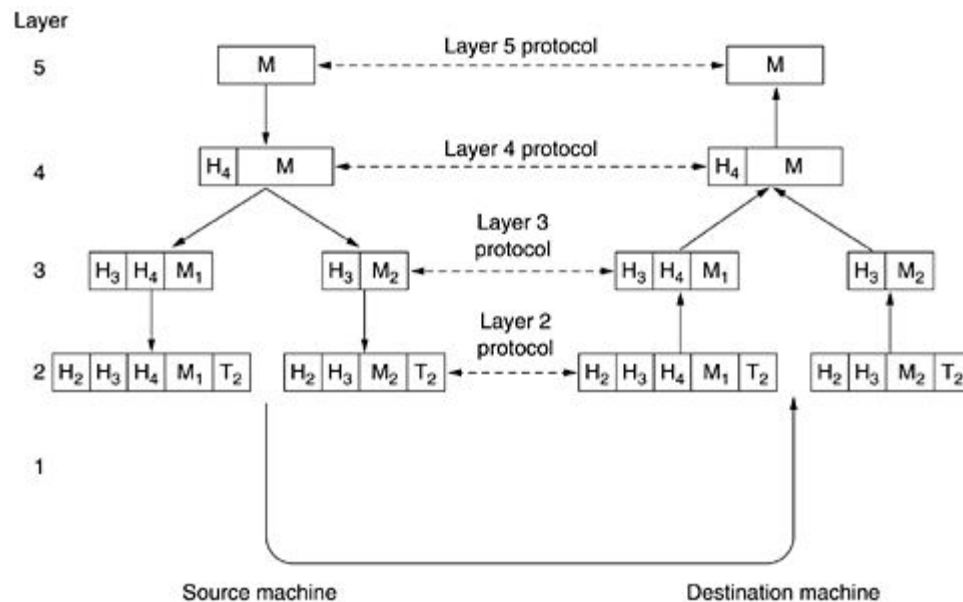 Layer
5
M
Layer 5 protocol
M
4
H₄ M
Layer 4 protocol
H₄ M
3
H₃ H₄ M₁
H₃ M₂
Layer 3
protocol
H₃ H₄ M₁
H₃ M₂
2
H₂ H₃ H₄ M₁ T₂
H₂ H₃ M₂ T₂
Layer 2
protocol
H₂ H₃ H₄ M₁ T₂
H₂ H₃ M₂ T₂
1
Source machine
Destination machine